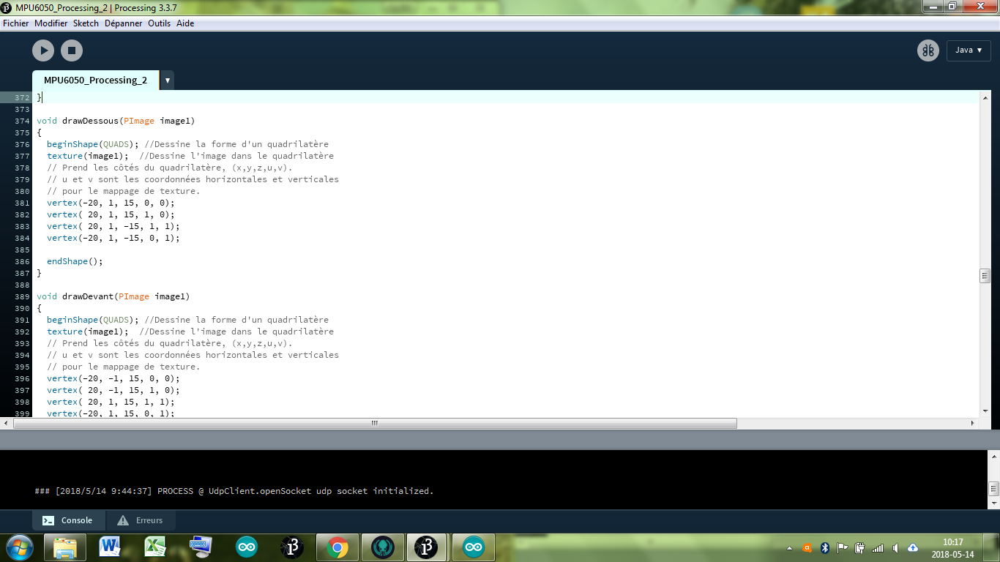 MPU6050_Processing_2 | Processing 3.3.7
Fichier Modifier Sketch Dépanner Outils Aide
Java ▼
MPU6050_Processing_2 ▼
372 }
373
374 void drawDessous(PImage image1)
375 {
376 beginShape(QUADS); //Dessine la forme d'un quadrilatère
377 texture(image1);  //Dessine l'image dans le quadrilatère
378 // Prend les côtés du quadrilatère, (x,y,z,u,v).
379 // u et v sont les coordonnées horizontales et verticales
380 // pour le mappage de texture.
381 vertex(-20, 1, 15, 0, 0);
382 vertex( 20, 1, 15, 1, 0);
383 vertex( 20, 1, -15, 1, 1);
384 vertex(-20, 1, -15, 0, 1);
385
386 endShape();
387 }
388
389 void drawDevant(PImage image1)
390 {
391 beginShape(QUADS); //Dessine la forme d'un quadrilatère
392 texture(image1);  //Dessine l'image dans le quadrilatère
393 // Prend les côtés du quadrilatère, (x,y,z,u,v).
394 // u et v sont les coordonnées horizontales et verticales
395 // pour le mappage de texture.
396 vertex(-20, -1, 15, 0, 0);
397 vertex( 20, -1, 15, 1, 0);
398 vertex( 20, 1, 15, 1, 1);
399 vertex(-20, 1, 15, 0, 1);
### [2018/5/14 9:44:37] PROCESS @ UdpClient.openSocket udp socket initialized.
Console Erreurs
10:17
2018-05-14